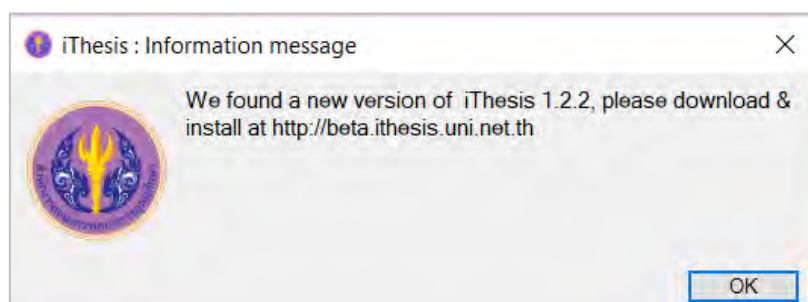 iThesis : Information message
We found a new version of  iThesis 1.2.2, please download &
install at http://beta.ithesis.uni.net.th
OK